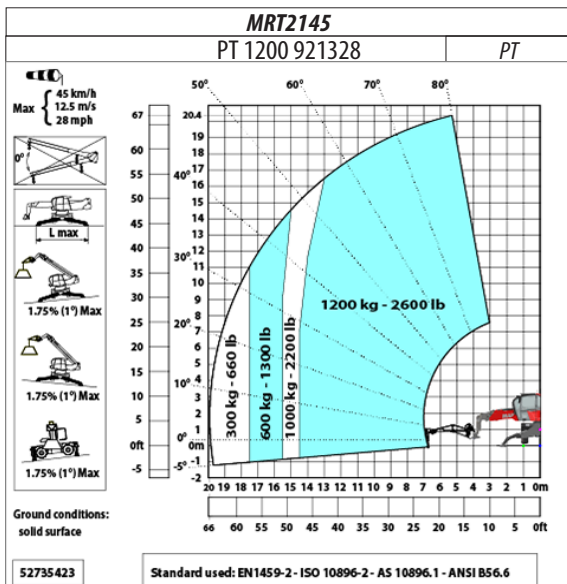 MRT2145
PT 1200 921328 PT
Max { 45 km/h
12.5 m/s
28 mph
0°
L max
1.75% (1°) Max
1.75% (1°) Max
1.75% (1°) Max
Ground conditions:
solid surface
52735423
50° 60° 70° 80°
40°
30°
20°
10°
0°
-5°
67
60
55
50
45
40
35
30
25
20
15
10
5
0ft
-5
20.4
19
18
17
16
15
14
13
12
11
10
9
8
7
6
5
4
3
2
1
0m
-1
-2
300 kg - 660 lb
600 kg - 1300 lb
1000 kg - 2200 lb
1200 kg - 2600 lb
20 19 18 17 16 15 14 13 12 11 10 9 8 7 6 5 4 3 2 1 0m
66 60 55 50 45 40 35 30 25 20 15 10 5 0ft
Standard used: EN1459-2 - ISO 10896-2 - AS 10896.1 - ANSI B56.6